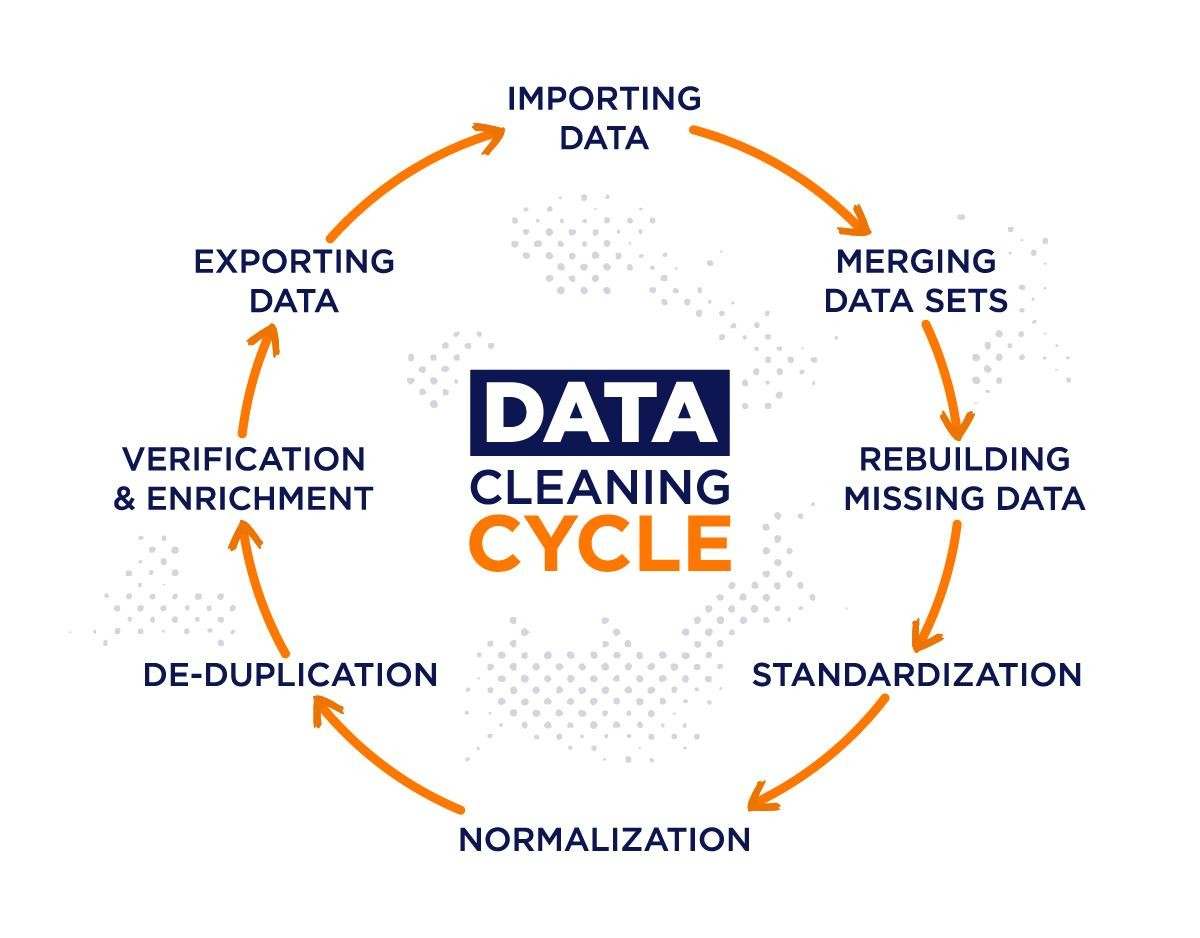 IMPORTING
DATA
MERGING
DATA SETS
REBUILDING
MISSING DATA
STANDARDIZATION
NORMALIZATION
DE-DUPLICATION
VERIFICATION
& ENRICHMENT
EXPORTING
DATA
DATA
CLEANING
CYCLE